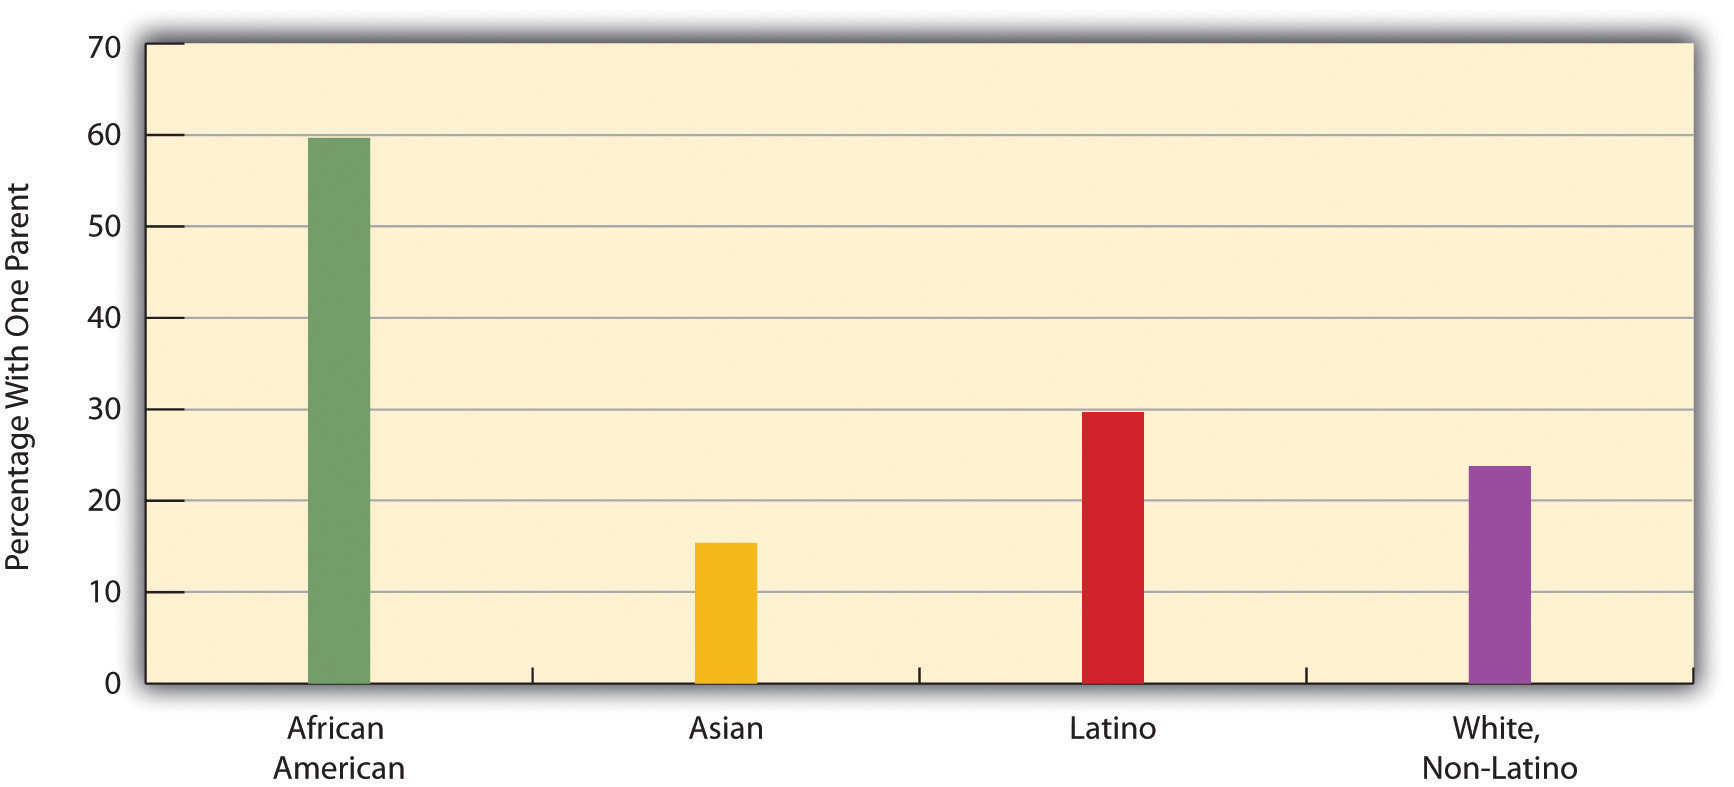 Percentage With One Parent
70
60
50
40
30
20
10
0
African
American
Asian
Latino
White,
Non-Latino